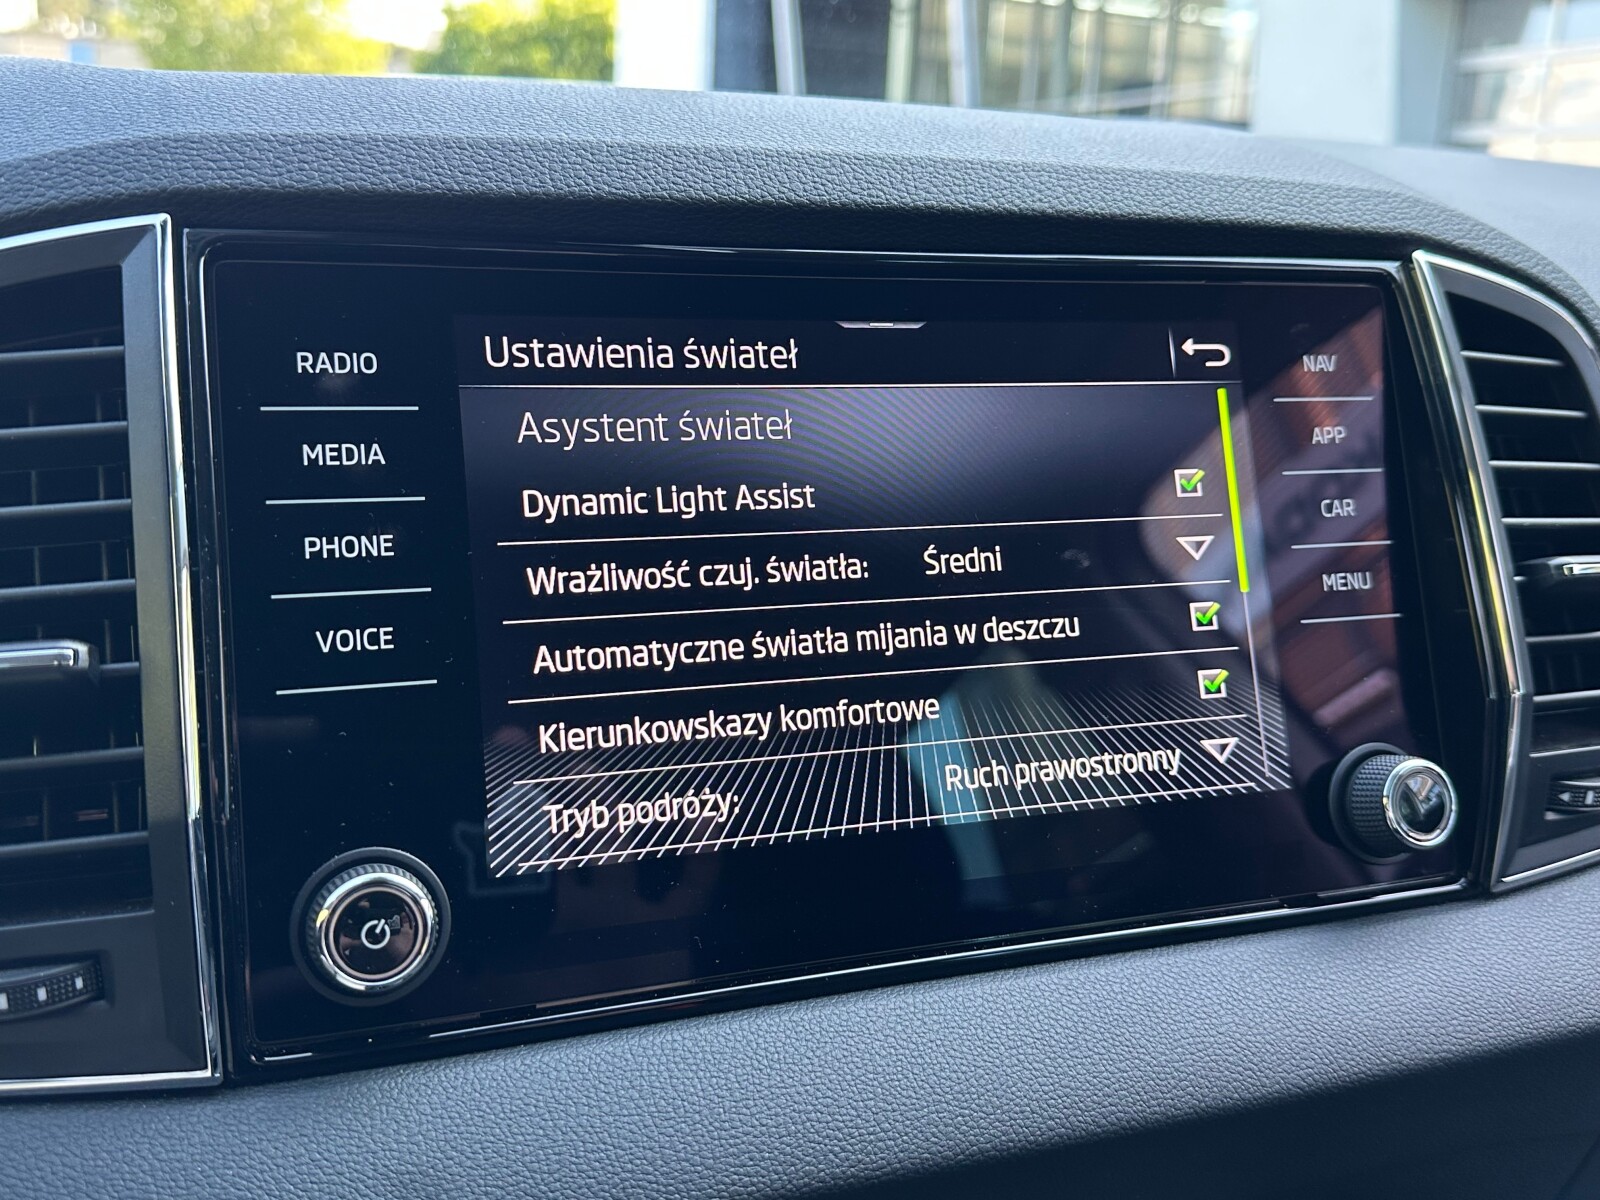 RADIO
MEDIA
PHONE
VOICE
Ustawienia świateł
Asystent świateł
Dynamic Light Assist
Wrażliwość czuj. światła: Średni
Automatyczne światła mijania w deszczu
Kierunkowskazy komfortowe
Tryb podróży: Ruch prawostronny
NAV
APP
CAR
MENU